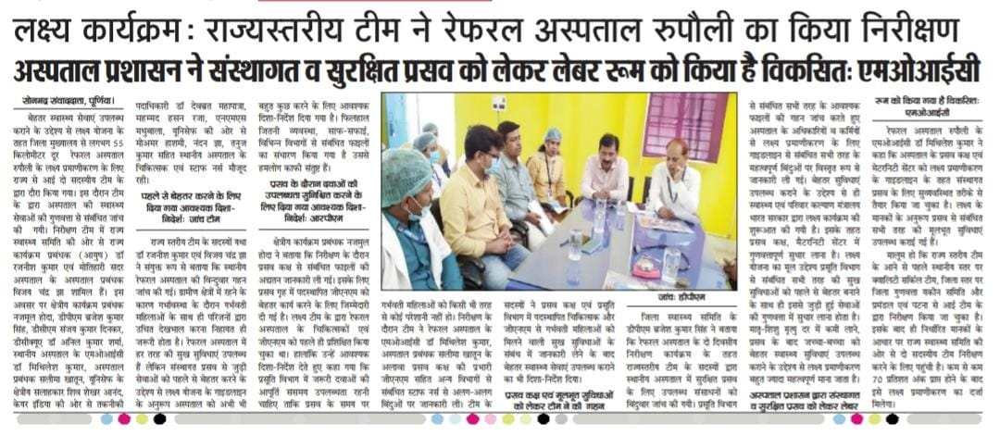 लक्ष्य कार्यक्रम: राज्यस्तरीय टीम ने रेफरल अस्पताल रुपौली का किया निरीक्षण
अस्पताल प्रशासन ने संस्थागत व सुरक्षित प्रसव को लेकर लेबर रूम को किया है विकसितः एमओआईसी
सोनभद्र संवाददाता, पूर्णिया।
बेहतर स्वास्थ्य सेवाएं उपलब्ध
कराने के उद्देश्य से लक्ष्य योजना के
तहत जिला मुख्यालय से लगभग 55
किलोमीटर दूर रेफरल अस्पताल
रुपौली के लक्ष्य प्रमाणीकरण के लिए
राज्य से आई दो सदस्यीय टीम के
द्वारा दौरा किया गया। इस दौरान टीम
के द्वारा अस्पताल की स्वास्थ्य
सेवाओं की गुणवत्ता से संबंधित जांच
की गयी। निरीक्षण टीम में राज्य
स्वास्थ्य समिति की ओर से राज्य
कार्यक्रम प्रबंधक (आयुष) डॉ
रजनीश कुमार एवं मोतिहारी सदर
अस्पताल के अस्पताल प्रबंधक
विजय चंद्र झा शामिल हैं। इस
अवसर पर क्षेत्रीय कार्यक्रम प्रबंधक
नजमूल होदा, डीपीएम ब्रजेश कुमार
सिंह, डीसीएम संजय कुमार दिनकर,
डीसीक्यूए डॉ अनिल कुमार शर्मा,
स्थानीय अस्पताल के एमओआईसी
डॉ मिथिलेश कुमार, अस्पताल
प्रबंधक सलीमा खातून, यूनिसेफ के
क्षेत्रीय सलाहकार शिव शेखर आनंद,
केयर इंडिया की ओर से तकनीकी
पदाधिकारी डॉ देवब्रत महापात्रा,
महम्मद हसन रजा, एनएमएस
मधुबाला, यूनिसेफ की ओर से
मोअमर हाशमी, नंदन झा, तनुज
कुमार सहित स्थानीय अस्पताल के
चिकित्सक एवं स्टाफ नर्स मौजूद
रही।
पहले से बेहतर करने के लिए
दिया गया आवश्यक दिशा-
निर्देश: जांच टीम
राज्य स्तरीय टीम के सदस्यों यथा
डॉ रजनीश कुमार एवं विजय चंद्र झा
ने संयुक्त रूप से बताया कि स्थानीय
रेफरल अस्पताल की बिन्दुवार गहन
जांच की गई। ग्रामीण क्षेत्रों में रहने के
कारण गर्भावस्था के दौरान गर्भवती
महिलाओं के साथ ही परिजनों द्वारा
उचित देखभाल करना निहायत ही
जरूरी होता है। रेफरल अस्पताल में
हर तरह की सुख सुविधाएं उपलब्ध
हैं लेकिन संस्थागत प्रसव से जुड़ी
सेवाओं को पहले से बेहतर करने के
उद्देश्य से लक्ष्य योजना के गाइडलाइन
के अनुरूप अस्पताल को अभी भी
बहुत कुछ करने के लिए आवश्यक
दिशा-निर्देश दिया गया है। फिलहाल
जितनी व्यवस्था, साफ-सफाई,
विभिन्न विभागों से संबंधित फाइलों
का संधारण किया गया है उससे
हमलोग काफी संतुष्ट हैं।
प्रसव के दौरान दवाओं की
उपलब्धता सुनिश्चित करने के
लिए दिया गया आवश्यक दिशा-
निर्देशः आरपीएम
क्षेत्रीय कार्यक्रम प्रबंधक नजमुल
होदा ने बताया कि निरीक्षण के दौरान
प्रसव कक्ष से संबंधित फाइलों की
अद्यतन जानकारी ली गई। इसके लिए
प्रसव गृह में पदस्थापित जीएनएम को
बेहतर कार्य करने के लिए जिम्मेदारी
दी गई है। लक्ष्य टीम के द्वारा रेफरल
अस्पताल के चिकित्सकों एवं
जीएनएम को पहले ही प्रशिक्षित किया
चुका था। हालांकि उन्हें आवश्यक
दिशा-निर्देश देते हुए कहा गया कि
प्रसूति विभाग में जरूरी दवाओं की
आपूर्ति ससमय उपलब्धता रहनी
चाहिए ताकि प्रसव के समय पर
गर्भवती महिलाओं को किसी भी तरह
से कोई परेशानी नहीं हो। निरीक्षण के
दौरान टीम ने रेफरल अस्पताल के
एमओआईसी डॉ मिथिलेश कुमार,
अस्पताल प्रबंधक सलीमा खातून के
अलावा प्रसव कक्ष की प्रभारी
जीएनएम सहित अन्य विभागों से
संबंधित स्टाफ नर्स से अलग-अलग
बिंदुओं पर जानकारी ली। टीम के
सदस्यों ने प्रसव कक्ष एवं प्रसूति
विभाग में पदस्थापित चिकित्सक और
जीएनएम से गर्भवती महिलाओं को
मिलने वाली सुख सुविधाओं के
संबंध में जानकारी लेने के बाद
बेहतर स्वास्थ्य सेवाएं उपलब्ध कराने
का भी दिशा-निर्देश दिया।
प्रसव कक्ष एवं मूलभूत सुविधाओं
को लेकर टीम ने की गहन
जांचः डीपीएम
जिला स्वास्थ्य समिति के
डीपीएम ब्रजेश कुमार सिंह ने बताया
कि रेफरल अस्पताल के दो दिवसीय
निरीक्षण कार्यक्रम के तहत
राज्यस्तरीय टीम के सदस्यों द्वारा
स्थानीय अस्पताल में सुरक्षित प्रसव
के लिए उपलब्ध संसाधनों को
बिंदुवार जांच की गयी। प्रसूति विभाग
से संबंधित सभी तरह के आवश्यक
फाइलों की गहन जांच करते हुए
अस्पताल के अधिकारियों व कर्मियों
से लक्ष्य प्रमाणीकरण के लिए
गाइडलाइन से संबंधित सभी तरह के
महत्वपूर्ण बिंदुओं पर विस्तृत रूप से
जानकारी ली गई। बेहतर सुविधाएं
उपलब्ध कराने के उद्देश्य से ही
स्वास्थ्य एवं परिवार कल्याण मंत्रालय
भारत सरकार द्वारा लक्ष्य कार्यक्रम की
शुरूआत की गयी है। इसके तहत
प्रसव कक्ष, मैटरनिटी सेंटर में
गुणवत्तापूर्ण सुधार लाना है। लक्ष्य
योजना का मूल उद्देश्य प्रसूति विभाग
से संबंधित सभी तरह की सुख
सुविधाओं को पहले से बेहतर बनाने
के साथ ही इससे जुड़ी हुई सेवाओं
की गुणवत्ता में सुधार लाना होता है।
मातृ-शिशु मृत्यु दर में कमी लाने,
प्रसव के बाद जच्चा-बच्चा को
बेहतर स्वास्थ्य सुविधाएं उपलब्ध
कराने के उद्देश्य से लक्ष्य प्रमाणीकरण
बहुत ज्यादा महत्वपूर्ण माना जाता है।
अस्पताल प्रशासन द्वारा संस्थागत
व सुरक्षित प्रसव को लेकर लेबर
रूम को किया गया है विकसितः
एमओआईसी
रेफरल अस्पताल रुपौली के
एमओआईसी डॉ मिथिलेश कुमार ने
कहा कि अस्पताल के प्रसव कक्ष एवं
मैटरनिटी सेंटर को लक्ष्य प्रमाणीकरण
के गाइडलाइन के तहत संस्थागत
प्रसव के लिए सुव्यवस्थित तरीके से
तैयार किया जा चुका है। लक्ष्य के
मानकों के अनुरूप प्रसव से संबंधित
सभी तरह की मूलभूत सुविधाएं
उपलब्ध कराई गई हैं।
मालुम हो कि राज्य स्तरीय टीम
के आने से पहले स्थानीय स्तर पर
क्वालिटी सर्किल टीम, जिला स्तर पर
जिला गुणवत्ता यकीन समिति और
प्रमंडल एवं पटना से आई टीम के
द्वारा निरीक्षण किया जा चुका है।
इसके बाद ही निर्धारित मानकों के
आधार पर राज्य स्वास्थ्य समिति की
ओर से दो सदस्यीय टीम निरीक्षण
करने के लिए पहुंची है। कम से कम
70 प्रतिशत अंक प्राप्त होने के बाद
इसे लक्ष्य प्रमाणीकरण का दर्जा
मिलेगा।